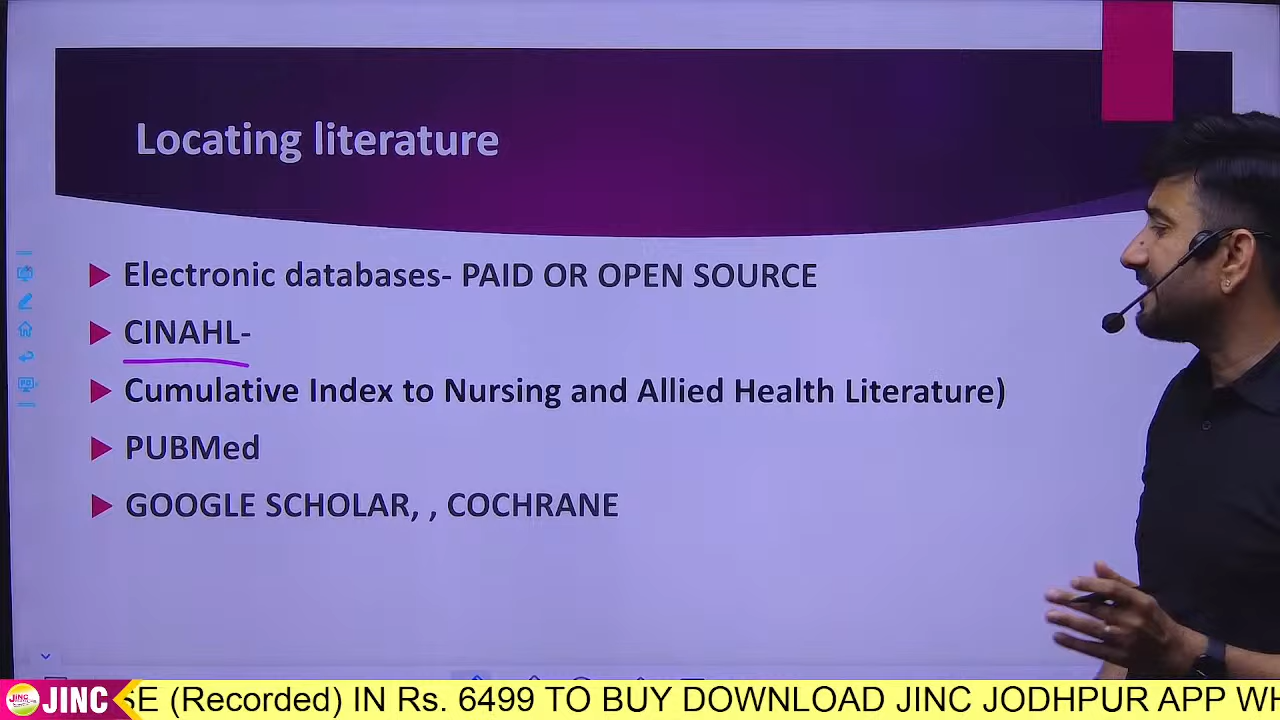 Locating literature
Electronic databases- PAID OR OPEN SOURCE
CINAHL-
Cumulative Index to Nursing and Allied Health Literature)
PUBMed
GOOGLE SCHOLAR, , COCHRANE
JINC
SE (Recorded) IN Rs. 6499 TO BUY DOWNLOAD JINC JODHPUR APP WH